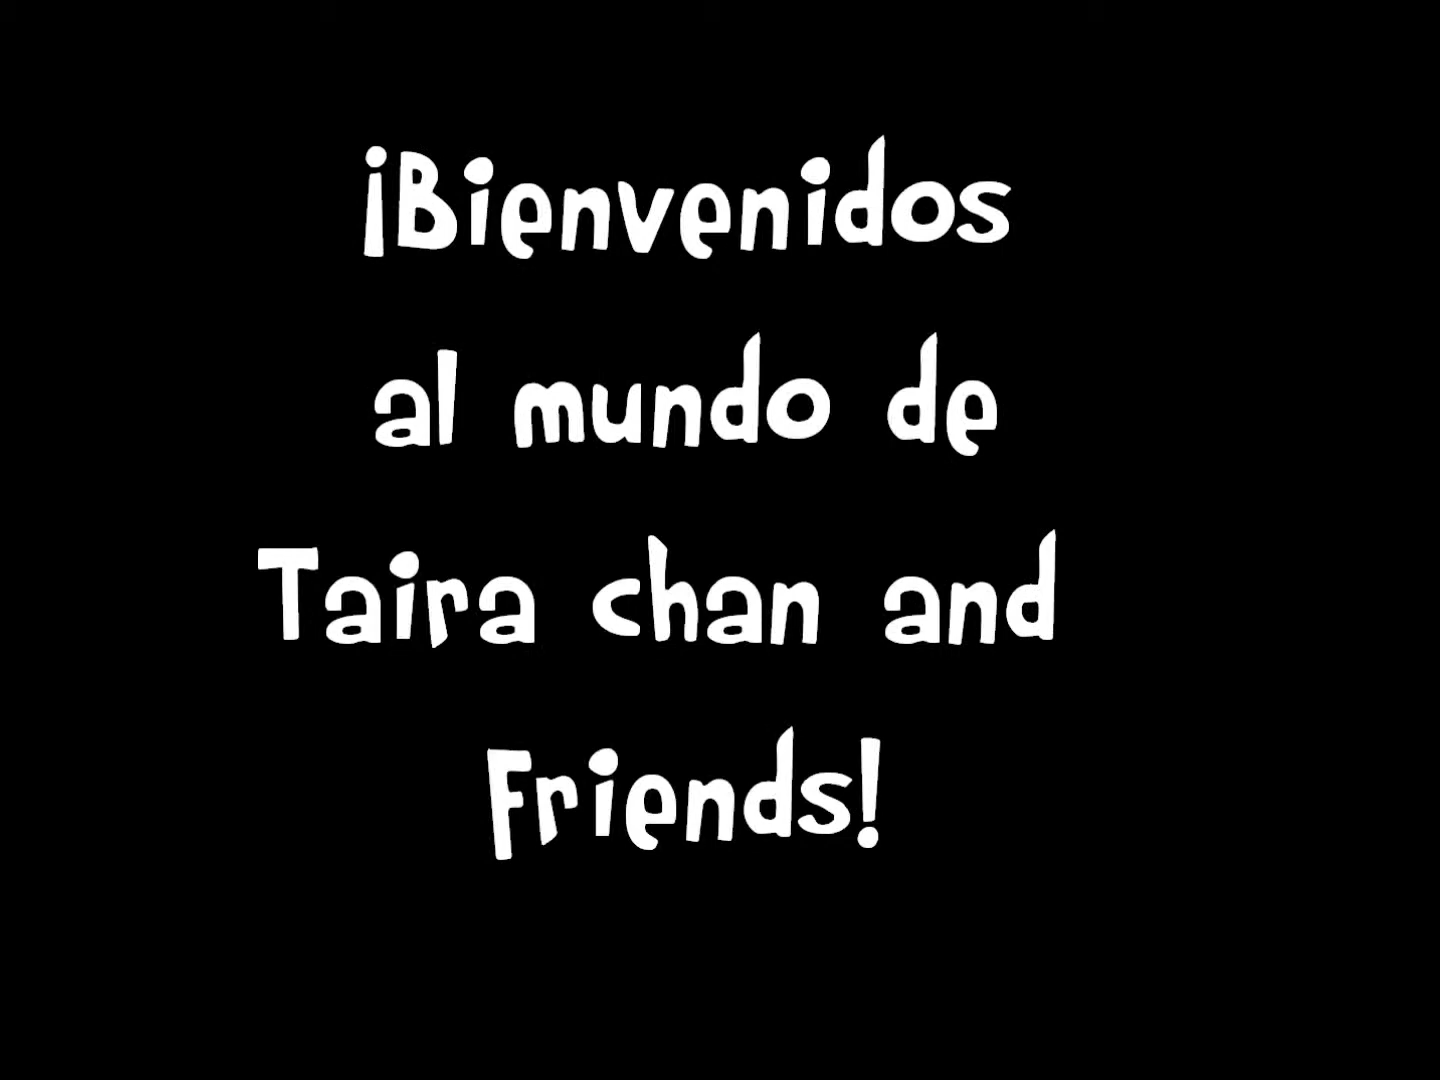 ¡Bienvenidos
al mundo de
Taira chan and
Friends!